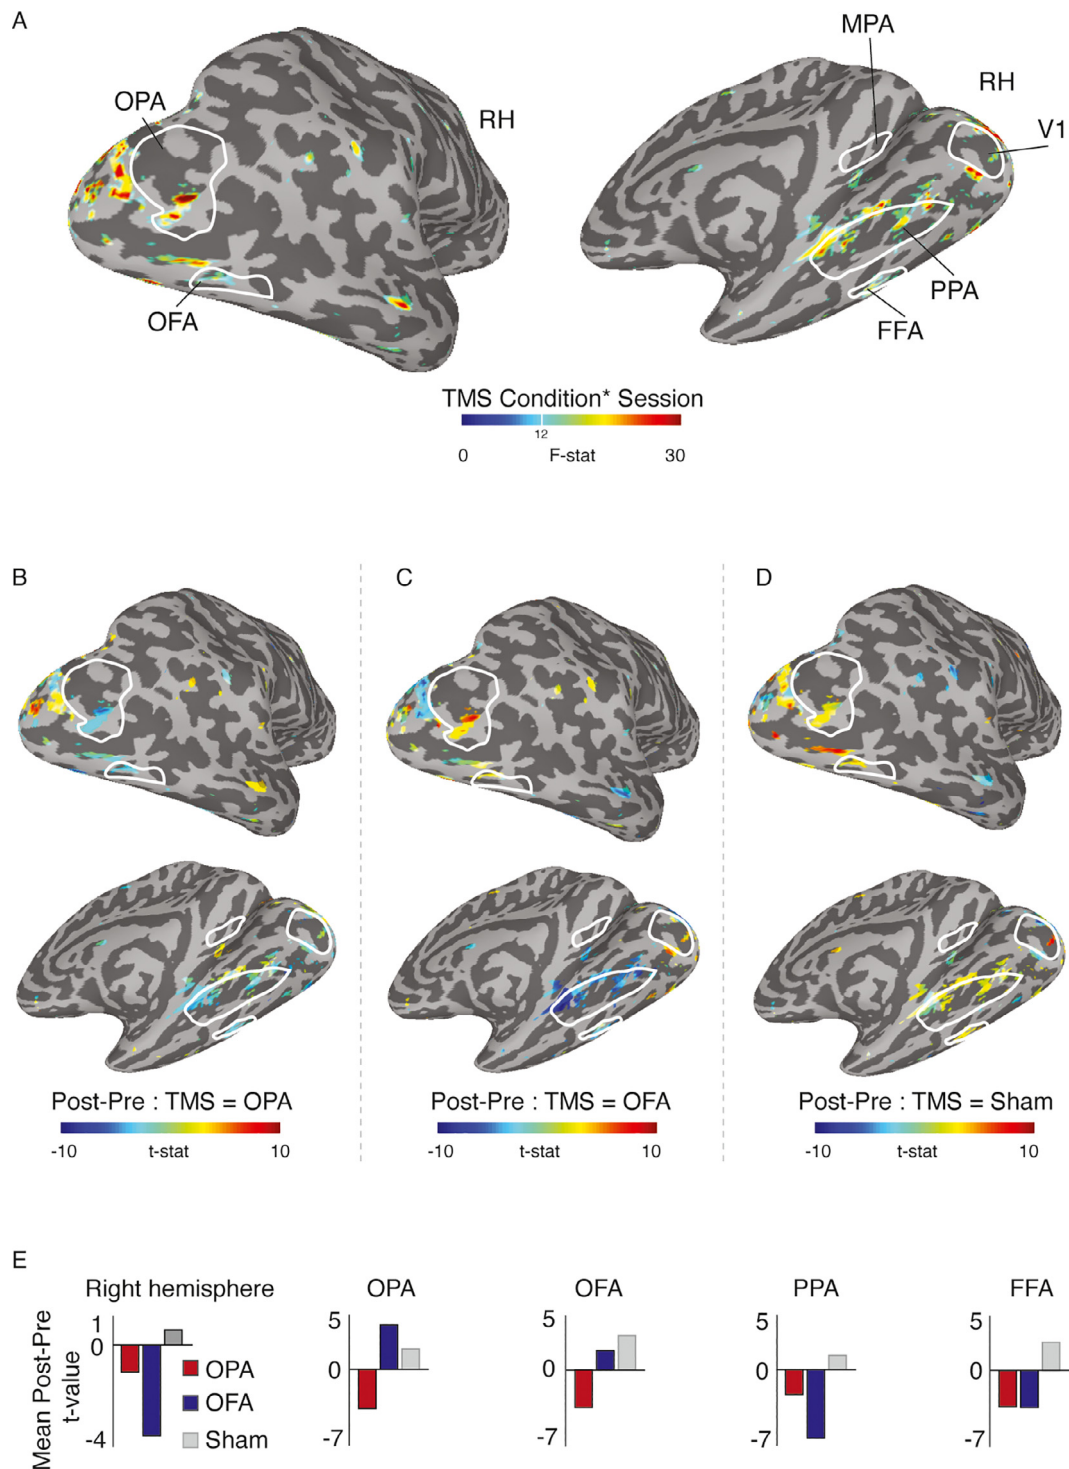 A
MPA
OPA
RH
RH
V1
OFA
PPA
FFA
TMS Condition* Session
12
0 F-stat 30
B
C
D
Post-Pre : TMS = OPA
-10 t-stat 10
Post-Pre : TMS = OFA
-10 t-stat 10
Post-Pre : TMS = Sham
-10 t-stat 10
E
Mean Post-Pre
t-value
Right hemisphere
1
0
-4
OPA
OFA
Sham
OPA
5
0
-7
OFA
5
0
-7
PPA
5
0
-7
FFA
5
0
-7